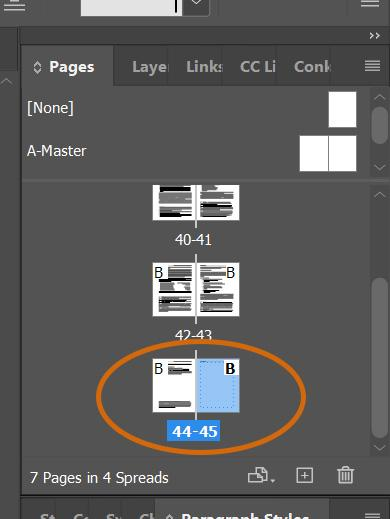 Pages Laye Links CC Li Conk
[None]
A-Master
40-41
B B
42-43
B B
44-45
7 Pages in 4 Spreads
Paragraph Styles